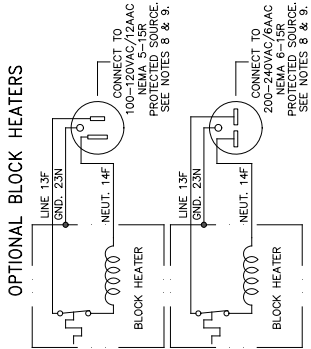 OPTIONAL BLOCK HEATERS
LINE 13F
GND. 23N
NEUT. 14F
BLOCK HEATER
CONNECT TO
100-120VAC/12AAC
NEMA 5-15R
PROTECTED SOURCE.
SEE NOTES 8 & 9.
LINE 13F
GND. 23N
NEUT. 14F
BLOCK HEATER
CONNECT TO
200-240VAC/6AAC
NEMA 6-15R
PROTECTED SOURCE.
SEE NOTES 8 & 9.